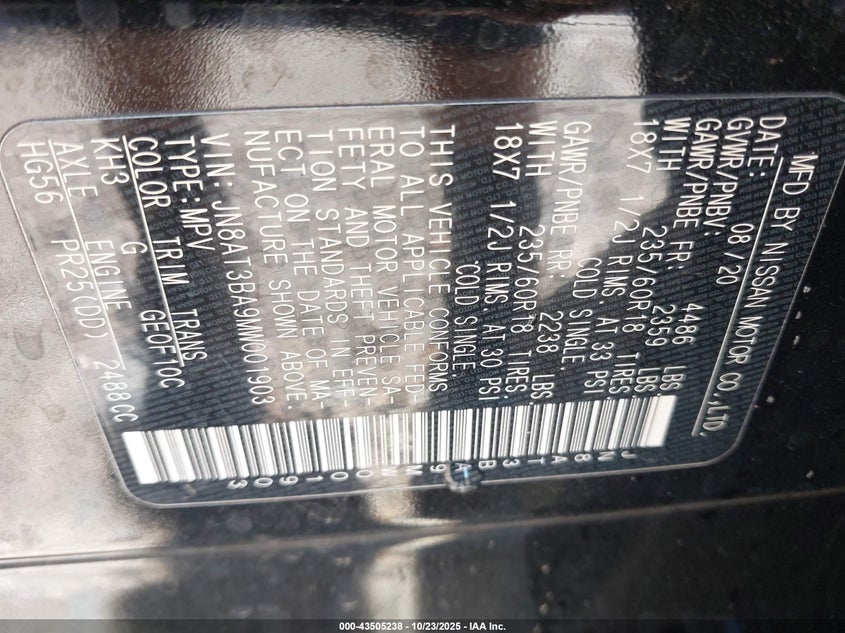 MFD BY NISSAN MOTOR CO.,LTD.
DATE: 08/20
GVWR/PNBV: 4486 LBS
GAWR/PNBE FR: 2359 LBS.
WITH 235/60R18 TIRES.
18X7 1/2J RIMS AT 33 PSI
COLD SINGLE.
GAWR/PNBE RR: 2238 LBS
WITH 235/60R18 TIRES.
18X7 1/2J RIMS, AT 30 PSI
COLD SINGLE
THIS VEHICLE CONFORMS
TO ALL APPLICABLE FED-
ERAL MOTOR VEHICLE SA-
FETY AND THEFT PREVEN-
TION STANDARDS IN EFF-
ECT ON THE DATE OF MA-
NUFACTURE SHOWN ABOVE.
VIN: JN8AT3BA9MW001903
TYPE:MPV
COLOR TRIM TRANS
KH3 G GEOF10C
AXLE ENGINE
HG56 PR25(DD) 2488CC
JN8AT3BA9MW001903
000-43505238 - 10/23/2025 - IAA Inc.